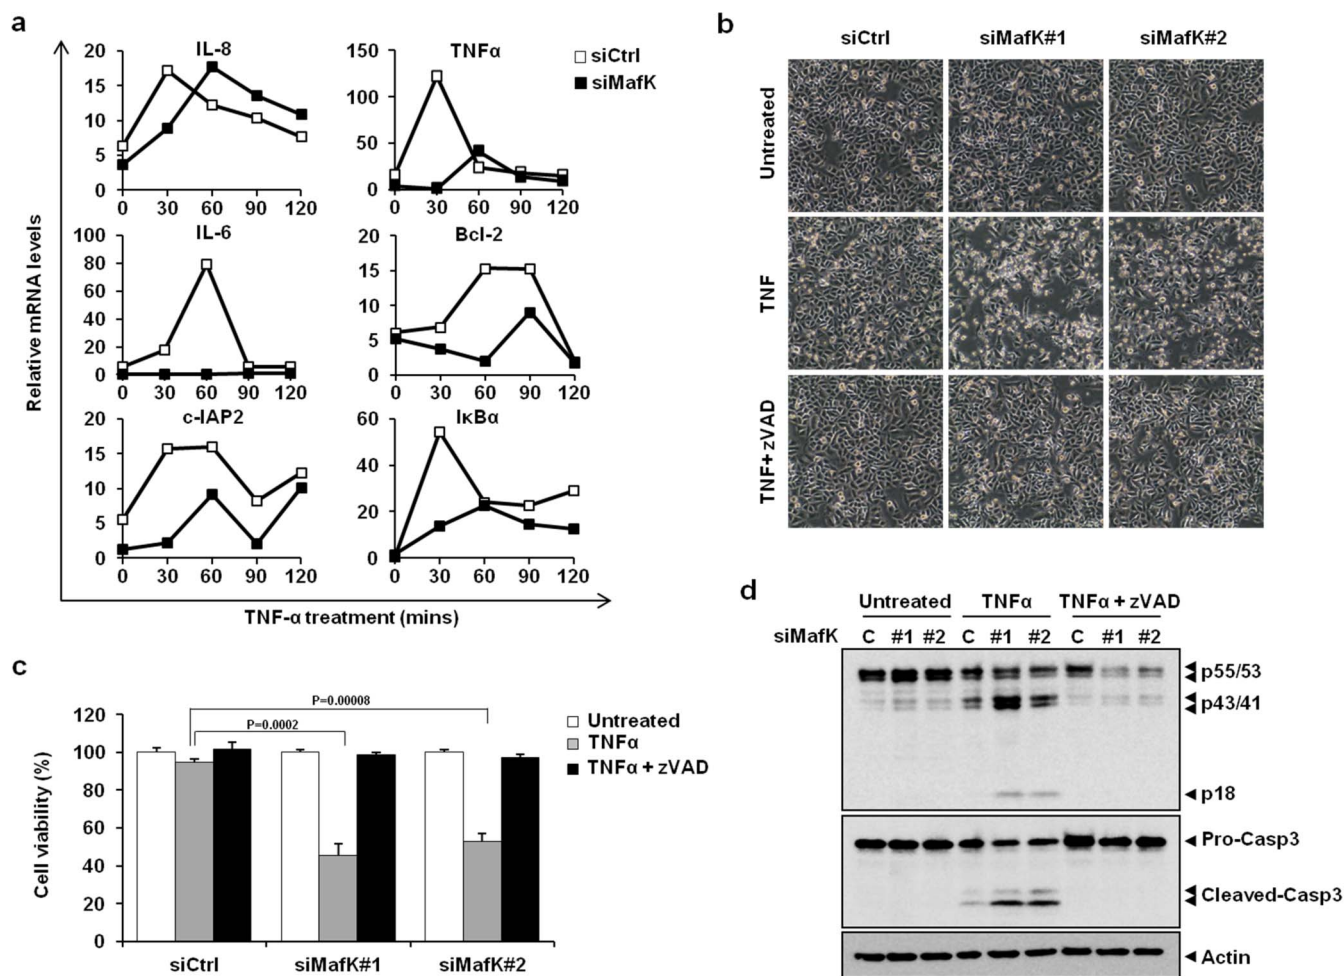 a
IL-8
20
15
10
5
0
0 30 60 90 120
TNFα
150
100
50
0
0 30 60 90 120
siCtrl
siMafK
IL-6
100
80
60
40
20
0
0 30 60 90 120
Bcl-2
20
15
10
5
0
0 30 60 90 120
c-IAP2
20
15
10
5
0
0 30 60 90 120
IκBα
60
40
20
0
0 30 60 90 120
Relative mRNA levels
TNF-α treatment (mins)
b
siCtrl siMafK#1 siMafK#2
Untreated
TNF
TNF+ zVAD
c
P=0.00008
P=0.0002
Untreated
TNFα
TNFα + zVAD
Cell viability (%)
120
100
80
60
40
20
0
siCtrl siMafK#1 siMafK#2
d
Untreated TNFα TNFα + zVAD
siMafK C #1 #2 C #1 #2 C #1 #2
p55/53
p43/41
p18
Pro-Casp3
Cleaved-Casp3
Actin